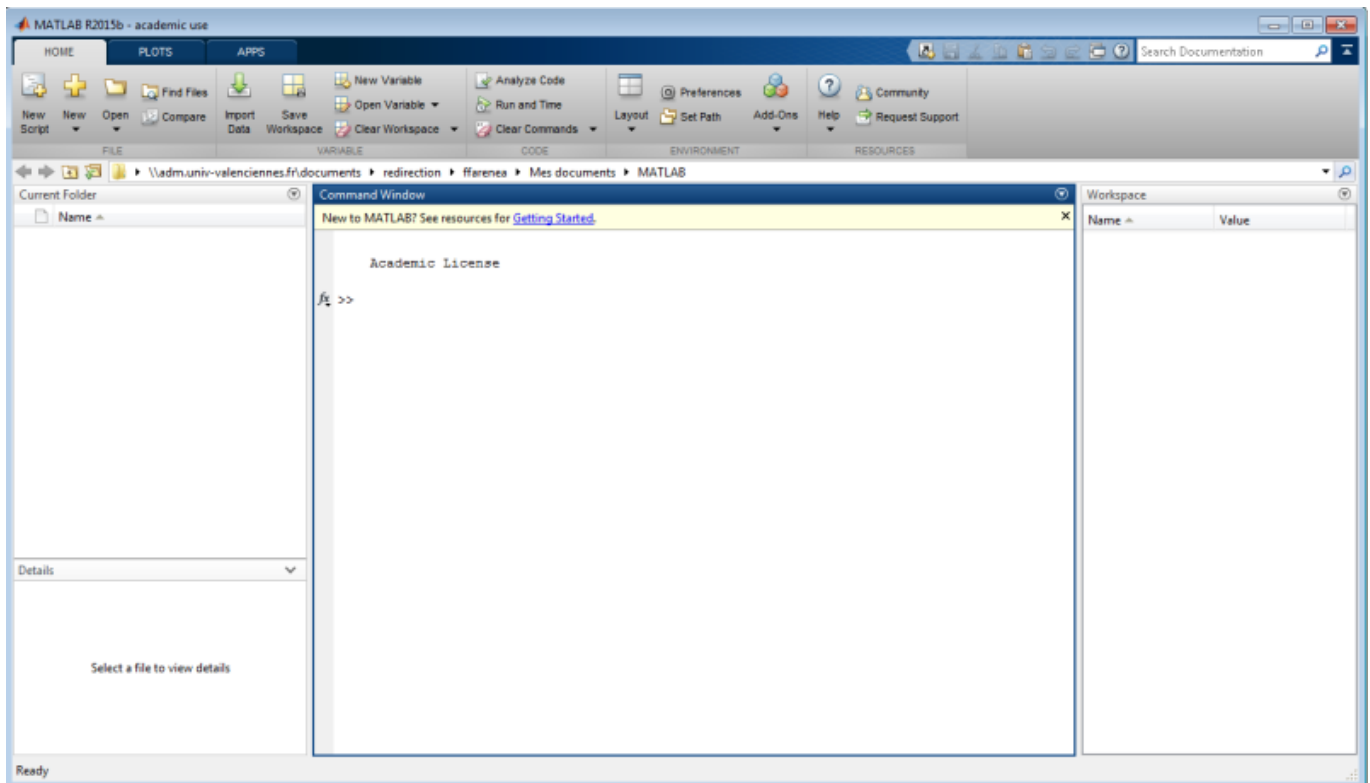 MATLAB R2015b - academic use
HOME PLOTS APPS
Search Documentation
New Script
New
Open
Find Files
Compare
Import Data
Save Workspace
New Variable
Open Variable
Clear Workspace
Analyze Code
Run and Time
Clear Commands
Layout
Preferences
Set Path
Add-Ons
Help
Community
Request Support
FILE VARIABLE CODE ENVIRONMENT RESOURCES
\\adm.univ-valenciennes.fr\documents redirection ffarenea Mes documents MATLAB
Current Folder
Name
Command Window
New to MATLAB? See resources for Getting Started.
Academic License
fx >>
Workspace
Name Value
Details
Select a file to view details
Ready